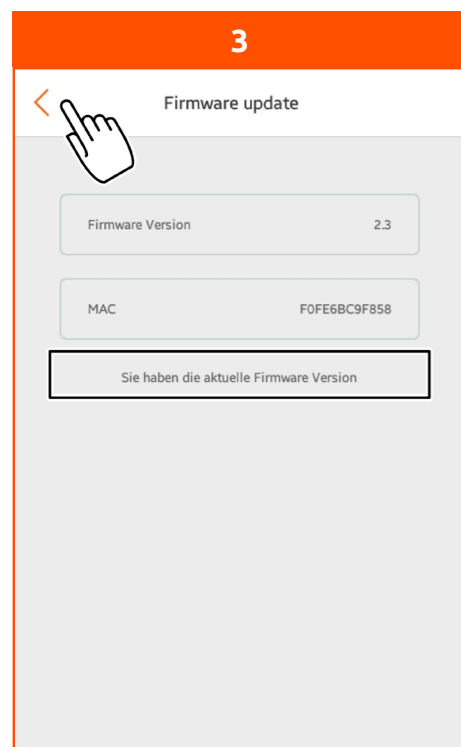 3
Firmware update
Firmware Version 2.3
MAC F0FE6BC9F858
Sie haben die aktuelle Firmware Version